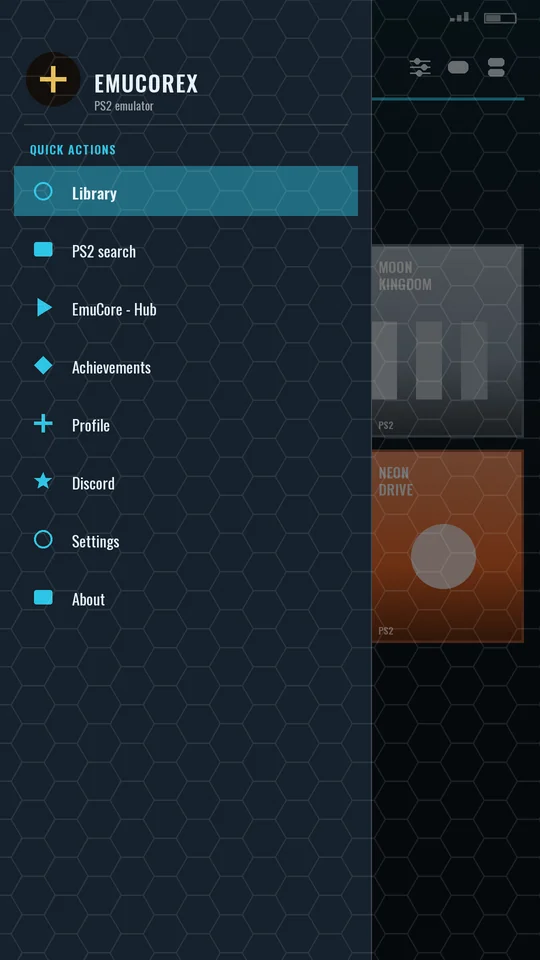 EMUCOREX
PS2 emulator
QUICK ACTIONS
Library
PS2 search
EmuCore - Hub
Achievements
Profile
Discord
Settings
About
MOON
KINGDOM
PS2
NEON
DRIVE
PS2